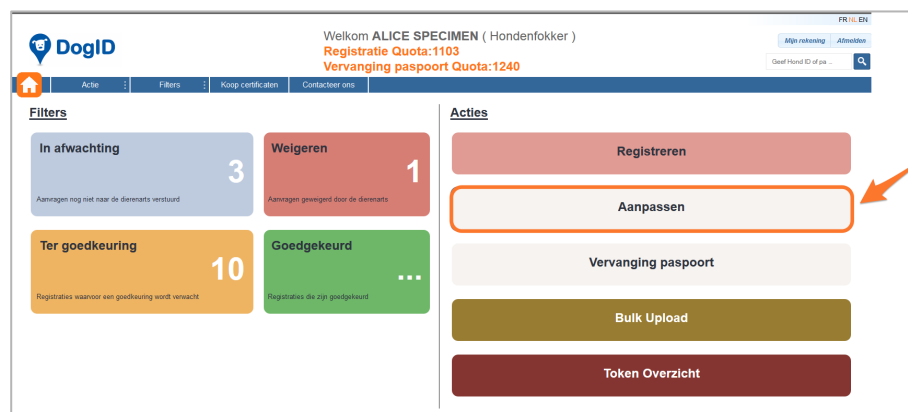 FR NL EN
DogID
Welkom ALICE SPECIMEN ( Hondenfokker )
Registratie Quota:1103
Vervanging paspoort Quota:1240
Mijn rekening
Afmelden
Geef Hond ID of pa ...
Actie
Filters
Koop certificaten
Contacteer ons
Filters
In afwachting
3
Aanvragen nog niet naar de dierenarts verstuurd
Weigeren
1
Aanvragen geweigerd door de dierenarts
Ter goedkeuring
10
Registraties waarvoor een goedkeuring wordt verwacht
Goedgekeurd
...
Registraties die zijn goedgekeurd
Acties
Registreren
Aanpassen
Vervanging paspoort
Bulk Upload
Token Overzicht